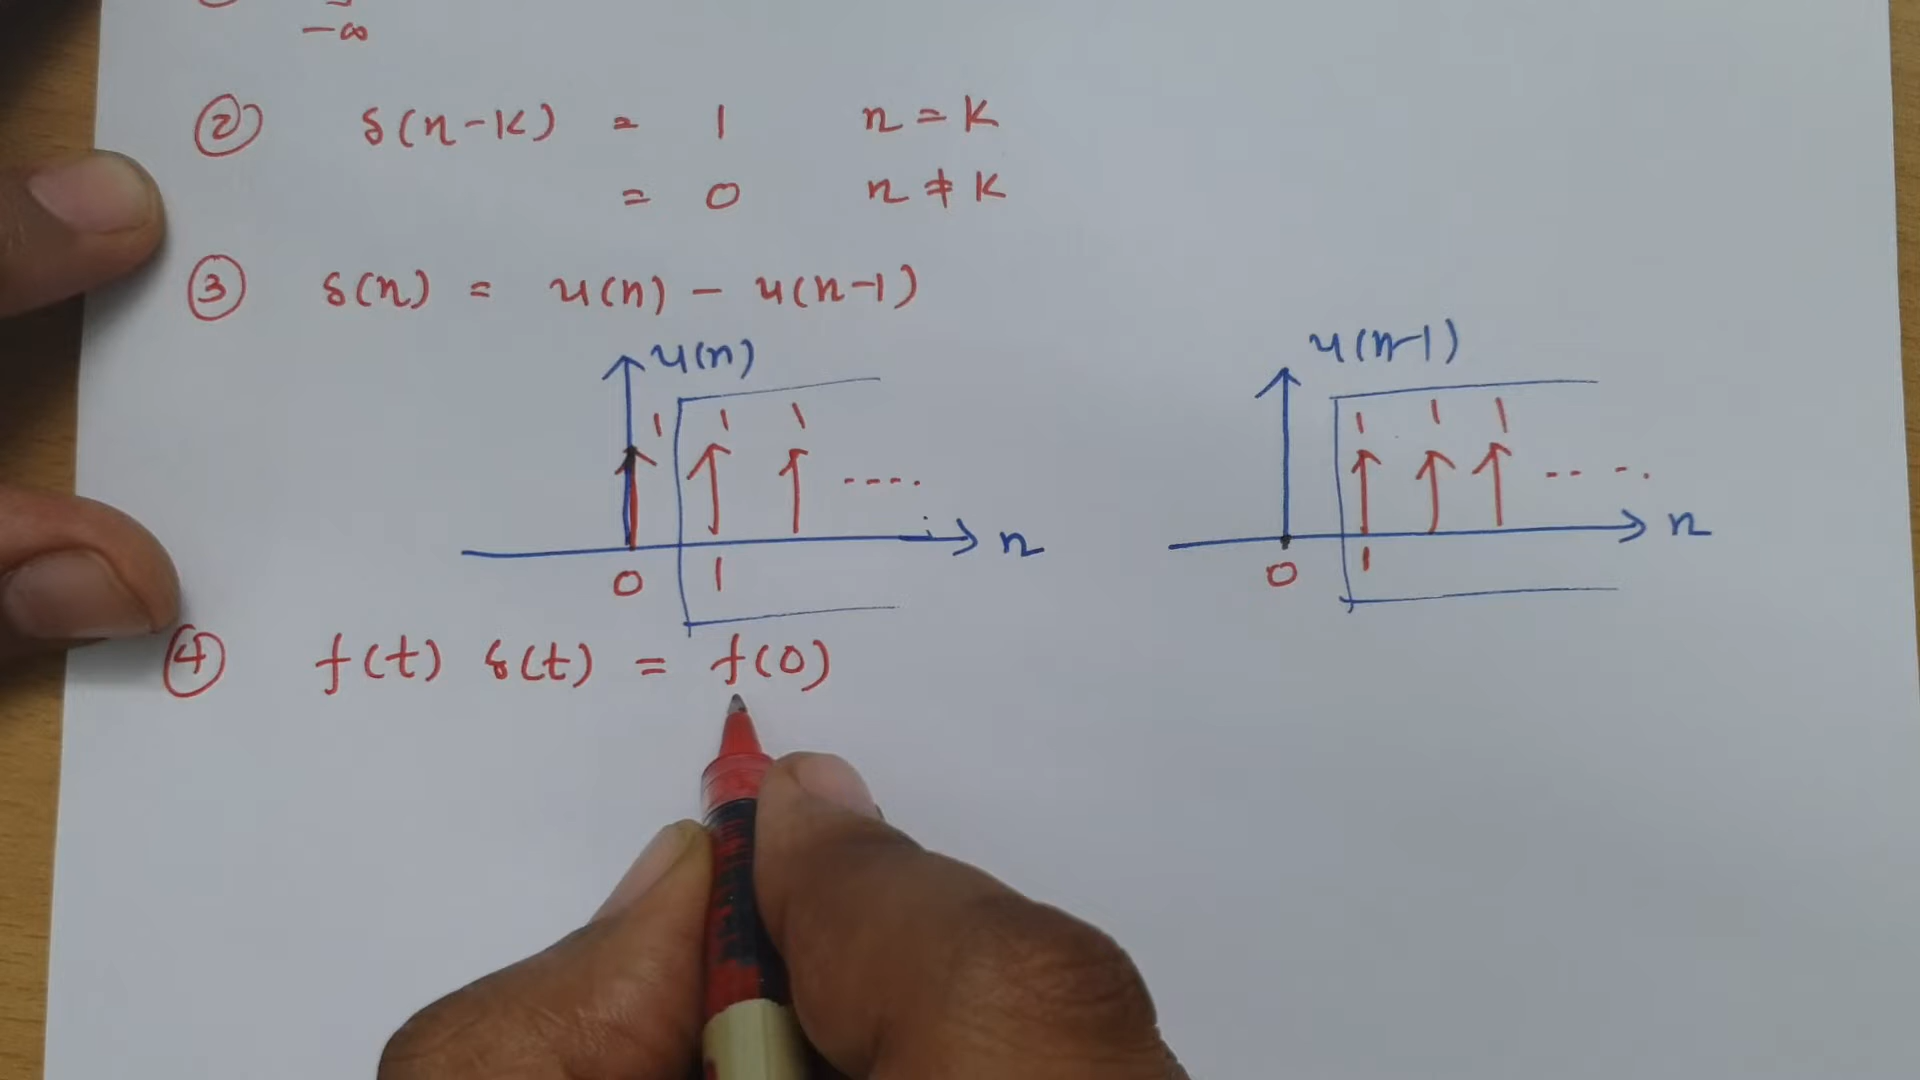 -∞
② δ(n-k) = 1 n = k
= 0 n ≠ k
③ δ(n) = u(n) - u(n-1)
u(n) u(n-1)
1 1 1 1 1 1
.... .. ..
n n
0 1 0 1
④ f(t) δ(t) = f(0)